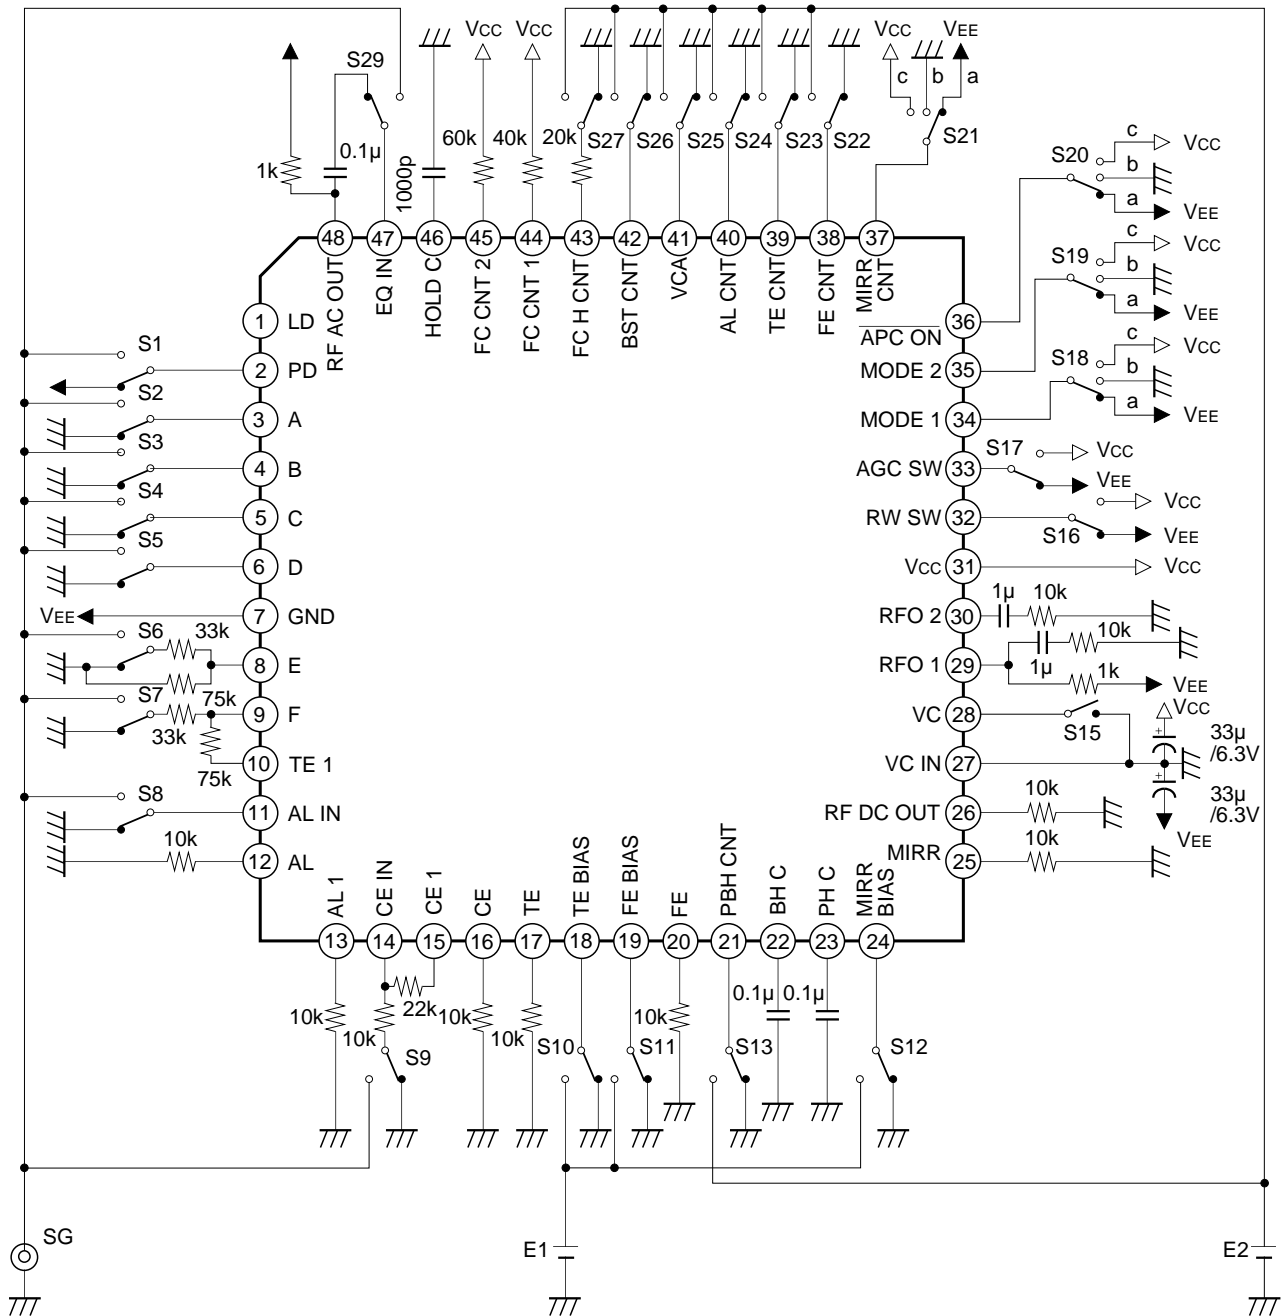 VCC VCC VCC VEE
S29
c b a
S27 S26 S25 S24 S23 S22 S21
1k 0.1µ 1000p 60k 40k 20k
S20 c VCC
b
a VEE
S19 c VCC
b
a VEE
S18 c VCC
b
a VEE
48 47 46 45 44 43 42 41 40 39 38 37
RF AC OUT
EQ IN
HOLD C
FC CNT 2
FC CNT 1
FC H CNT
BST CNT
VCA
AL CNT
TE CNT
FE CNT
MIRR CNT
1 LD
S1 2 PD
S2 3 A
S3 4 B
S4 5 C
S5 6 D
VEE 7 GND
S6 33k 8 E
75k
S7 33k 9 F
75k 10 TE 1
S8 11 AL IN
10k 12 AL
APC ON 36
MODE 2 35
MODE 1 34
AGC SW 33 S17 VCC
VEE
RW SW 32 S16 VCC
VEE
VCC 31 VCC
RFO 2 30 1µ 10k
RFO 1 29 1µ 10k
1k VEE
VC 28 S15 VCC
VC IN 27 33µ /6.3V
33µ /6.3V
VEE
RF DC OUT 26 10k
MIRR 25 10k
AL 1
CE IN
CE 1
CE
TE
TE BIAS
FE BIAS
FE
PBH CNT
BH C
PH C
MIRR BIAS
13 14 15 16 17 18 19 20 21 22 23 24
10k 10k 22k 10k 10k 10k 0.1µ 0.1µ
S9 S10 S11 S13 S12
SG E1 E2